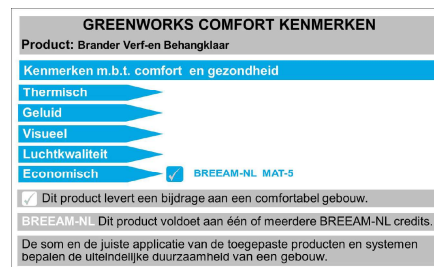 GREENWORKS COMFORT KENMERKEN
Product: Brander Verf-en Behangklaar
Kenmerken m.b.t. comfort en gezondheid
Thermisch
Geluid
Visueel
Luchtkwaliteit
Economisch BREEAM-NL MAT-5
Dit product levert een bijdrage aan een comfortabel gebouw.
BREEAM-NL Dit product voldoet aan één of meerdere BREEAM-NL credits.
De som en de juiste applicatie van de toegepaste producten en systemen
bepalen de uiteindelijke duurzaamheid van een gebouw.